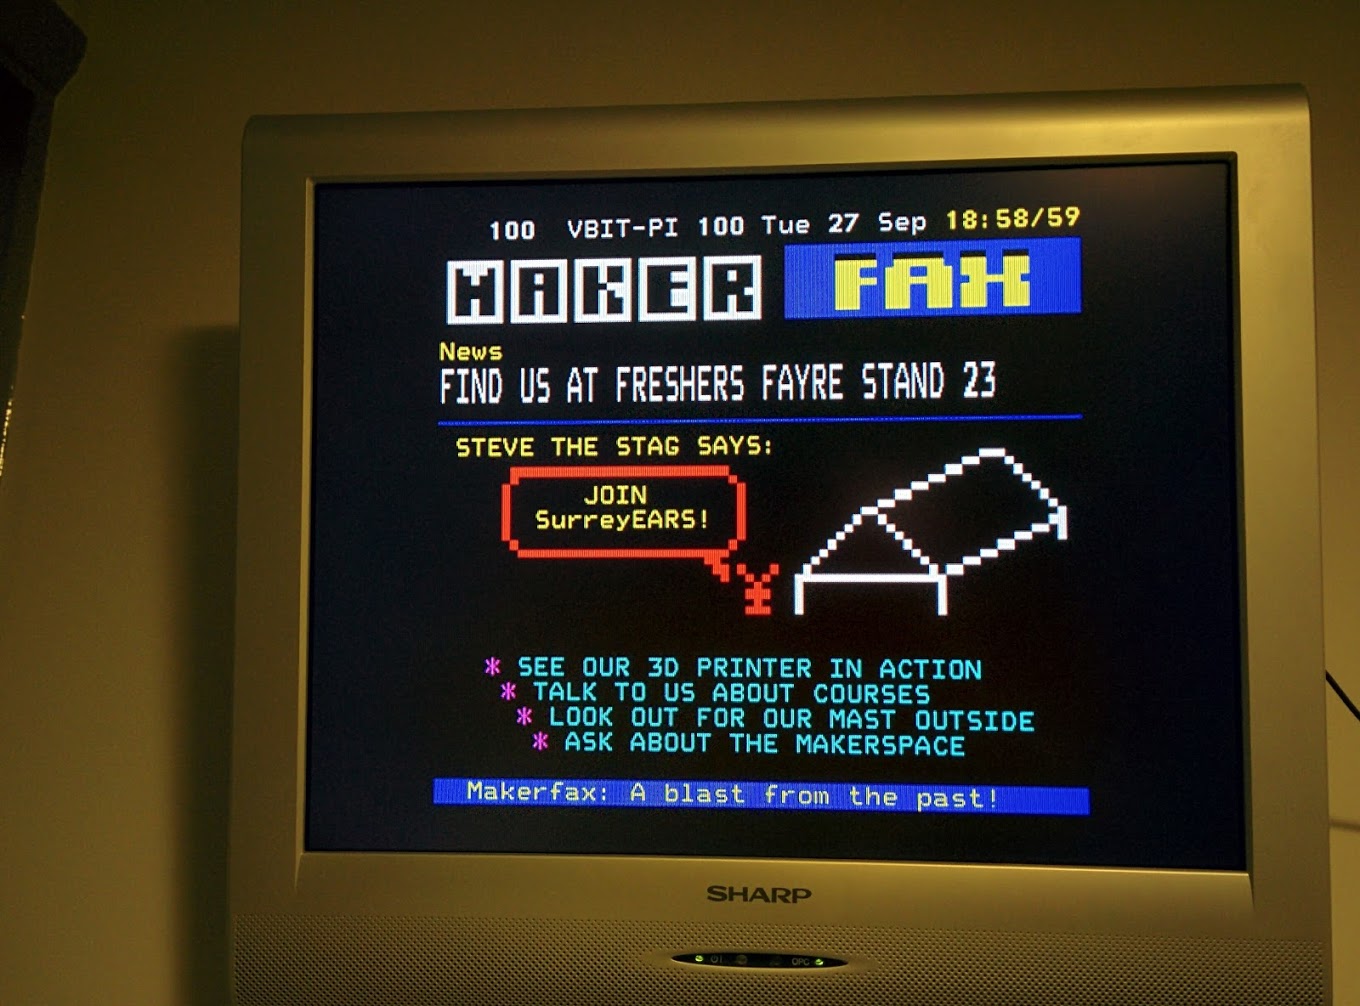 100 VBIT-PI 100 Tue 27 Sep 18:58/59
MAKER FAX
News
FIND US AT FRESHERS FAYRE STAND 23
STEVE THE STAG SAYS:
JOIN
SurreyEARS!
* SEE OUR 3D PRINTER IN ACTION
* TALK TO US ABOUT COURSES
* LOOK OUT FOR OUR MAST OUTSIDE
* ASK ABOUT THE MAKERSPACE
Makerfax: A blast from the past!
SHARP
OPC